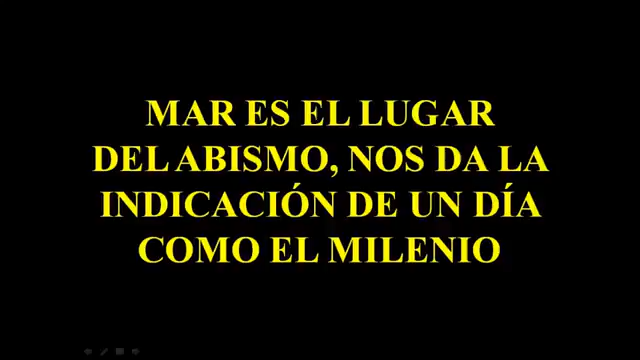 MAR ES EL LUGAR
DEL ABISMO, NOS DA LA
INDICACIÓN DE UN DÍA
COMO EL MILENIO